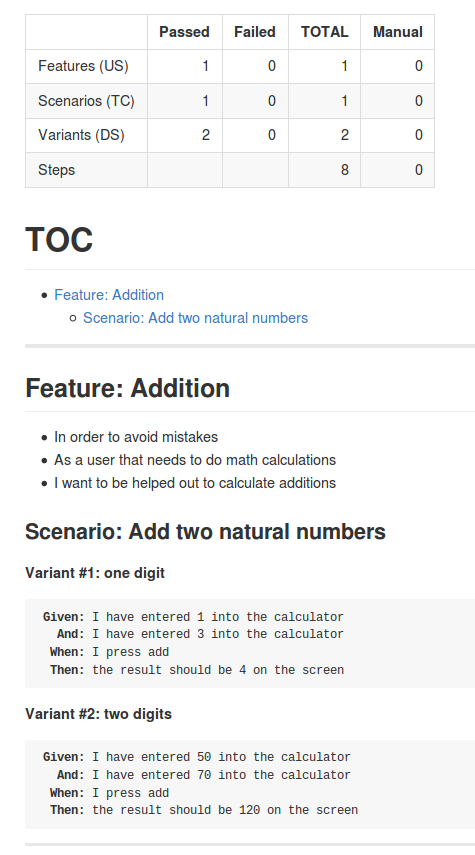 Passed Failed TOTAL Manual
Features (US) 1 0 1 0
Scenarios (TC) 1 0 1 0
Variants (DS) 2 0 2 0
Steps 8 0
TOC
Feature: Addition
Scenario: Add two natural numbers
Feature: Addition
In order to avoid mistakes
As a user that needs to do math calculations
I want to be helped out to calculate additions
Scenario: Add two natural numbers
Variant #1: one digit
Given: I have entered 1 into the calculator
And: I have entered 3 into the calculator
When: I press add
Then: the result should be 4 on the screen
Variant #2: two digits
Given: I have entered 50 into the calculator
And: I have entered 70 into the calculator
When: I press add
Then: the result should be 120 on the screen